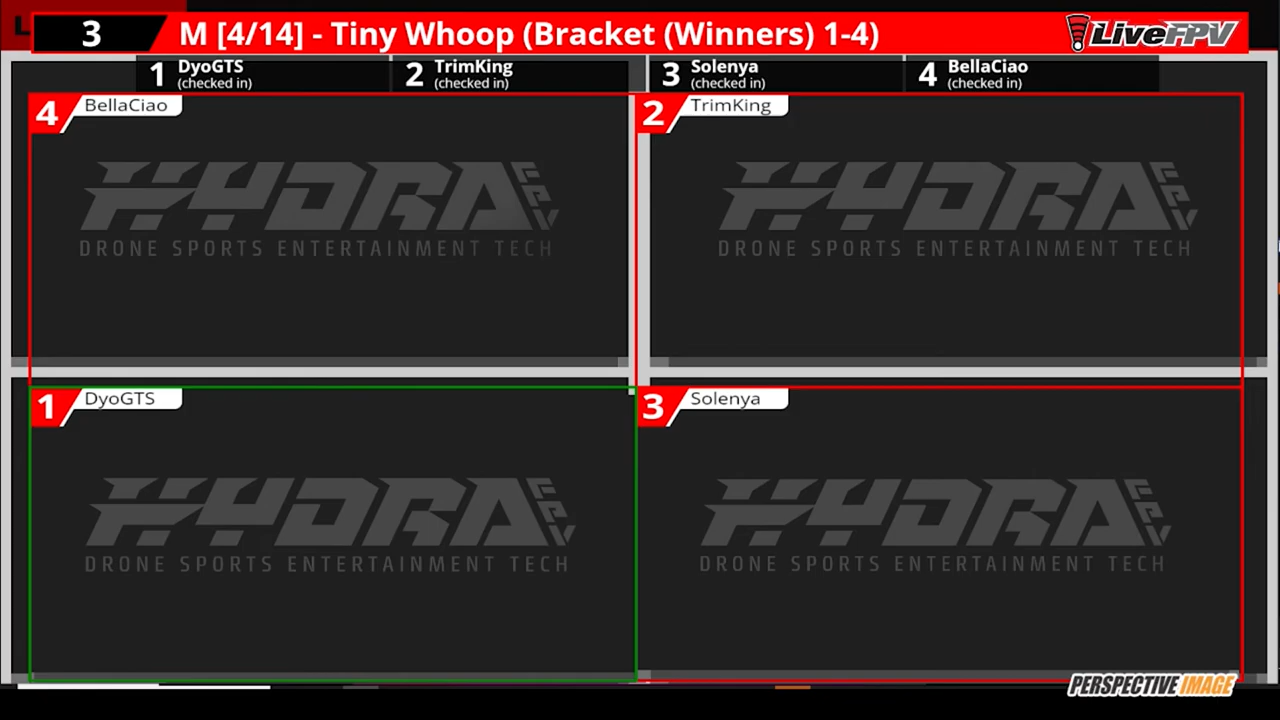 3
M [4/14] - Tiny Whoop (Bracket (Winners) 1-4)
LiveFPV
1 DyoGTS (checked in)
2 TrimKing (checked in)
3 Solenya (checked in)
4 BellaCiao (checked in)
4 BellaCiao
2 TrimKing
HYDRA FPV
DRONE SPORTS ENTERTAINMENT TECH
HYDRA FPV
DRONE SPORTS ENTERTAINMENT TECH
1 DyoGTS
3 Solenya
HYDRA FPV
DRONE SPORTS ENTERTAINMENT TECH
HYDRA FPV
DRONE SPORTS ENTERTAINMENT TECH
PERSPECTIVE IMAGE